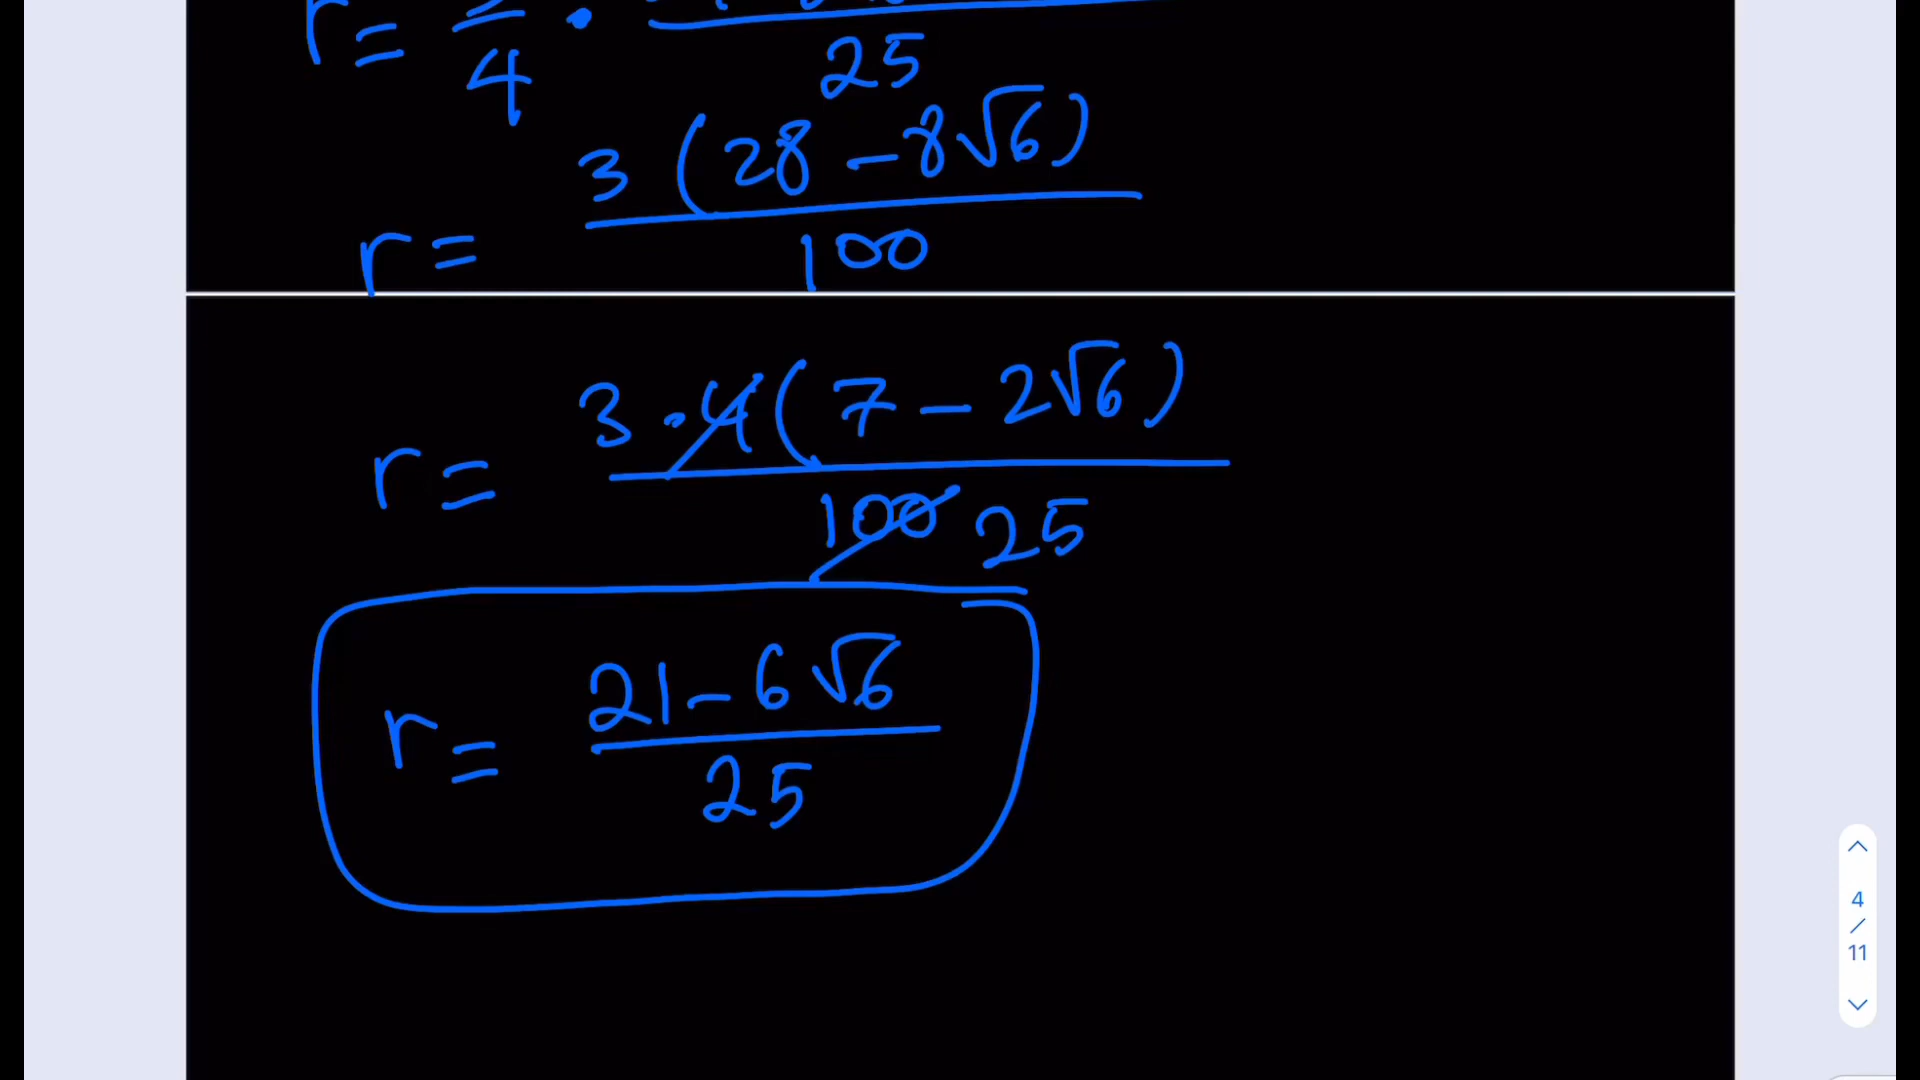 r = /4 · /25
r = 3(28 - 8√6)/100
r = 3·4(7 - 2√6)/100 25
r = 21 - 6√6/25
4
/
11